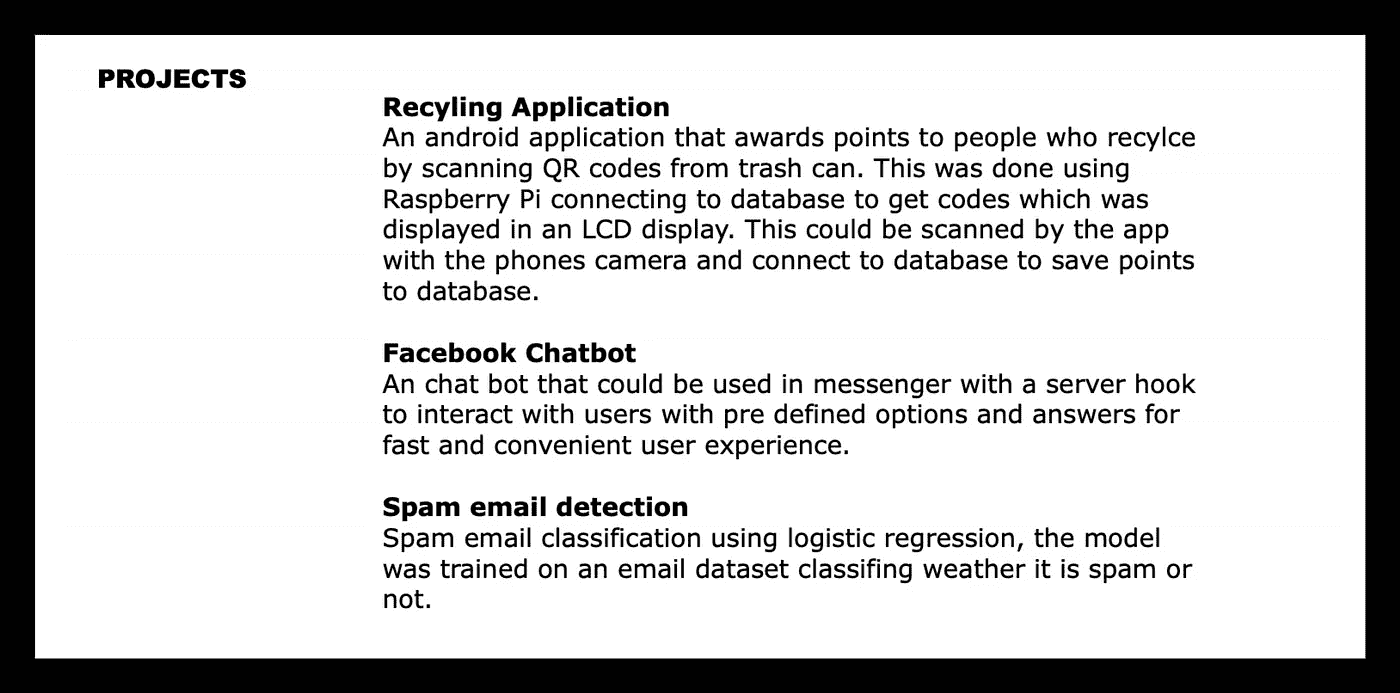 PROJECTS
Recyling Application
An android application that awards points to people who recylce
by scanning QR codes from trash can. This was done using
Raspberry Pi connecting to database to get codes which was
displayed in an LCD display. This could be scanned by the app
with the phones camera and connect to database to save points
to database.
Facebook Chatbot
An chat bot that could be used in messenger with a server hook
to interact with users with pre defined options and answers for
fast and convenient user experience.
Spam email detection
Spam email classification using logistic regression, the model
was trained on an email dataset classifing weather it is spam or
not.